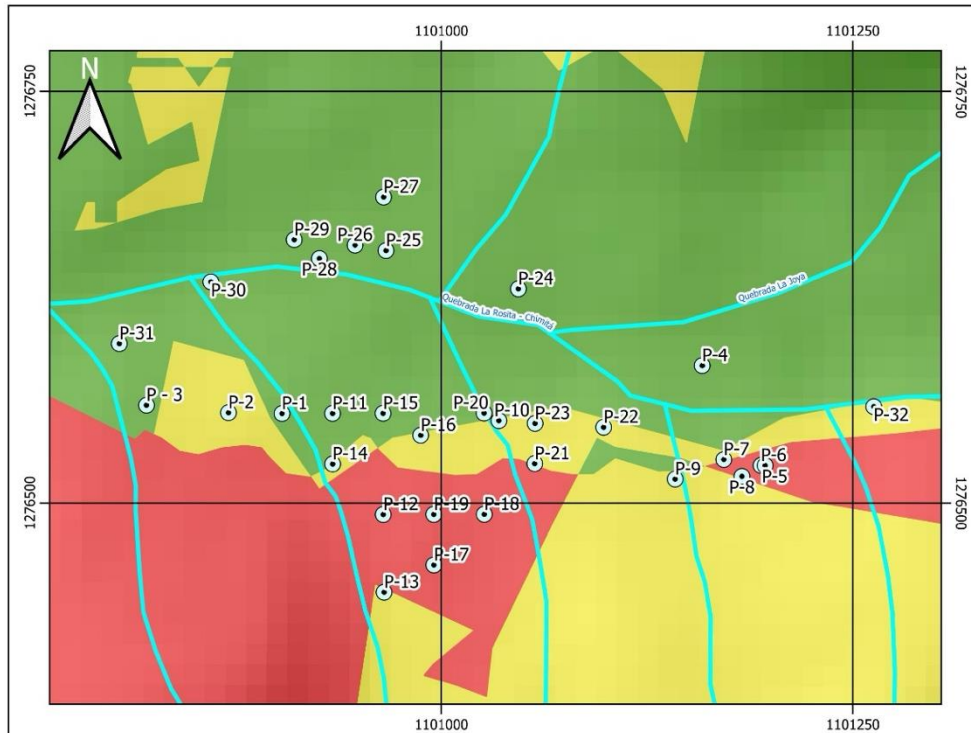 1101000
1101250
1276750
1276750
N
P-27
P-29
P-26
P-25
P-28
P-30
P-24
Quebrada La Joya
Quebrada La Rosita - Chimitá
P-31
P-4
P - 3
P-2
P-1
P-11
P-15
P-20
P-10
P-23
P-22
P-32
P-16
P-14
P-21
P-7
P-6
P-9
P-8
P-5
1276500
1276500
P-12
P-19
P-18
P-17
P-13
1101000
1101250